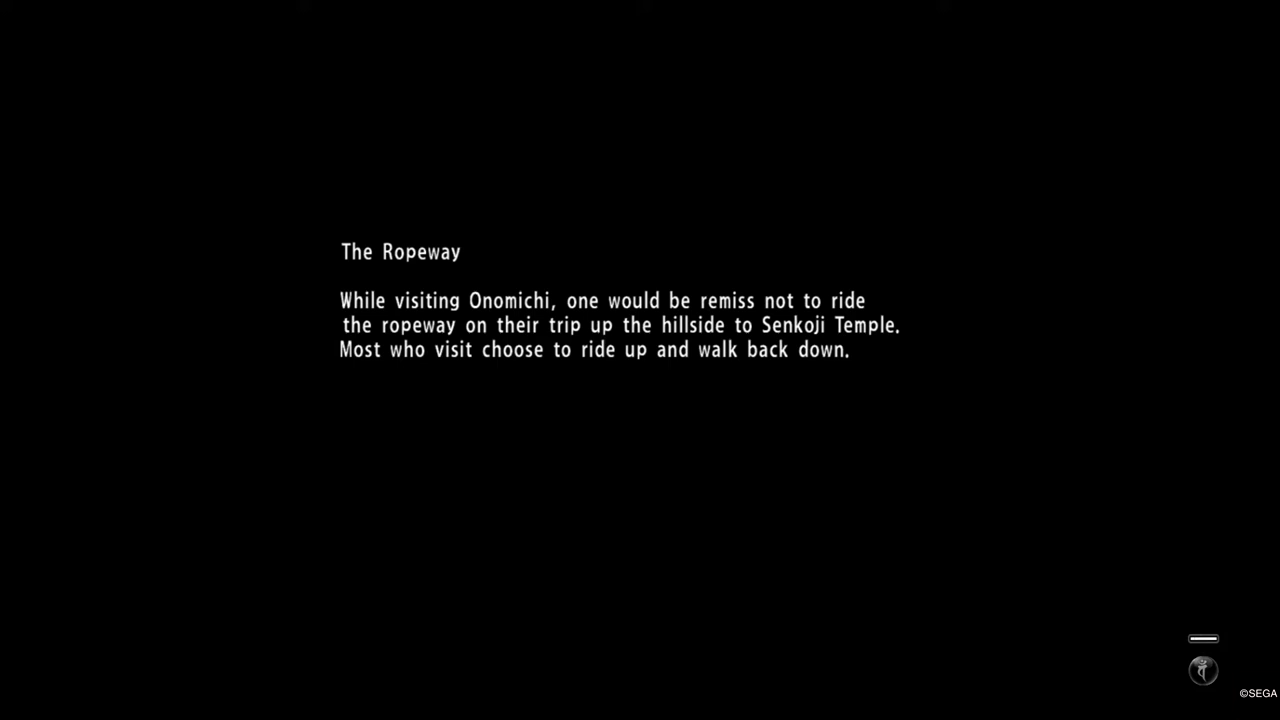 The Ropeway
While visiting Onomichi, one would be remiss not to ride
the ropeway on their trip up the hillside to Senkoji Temple.
Most who visit choose to ride up and walk back down.
©SEGA